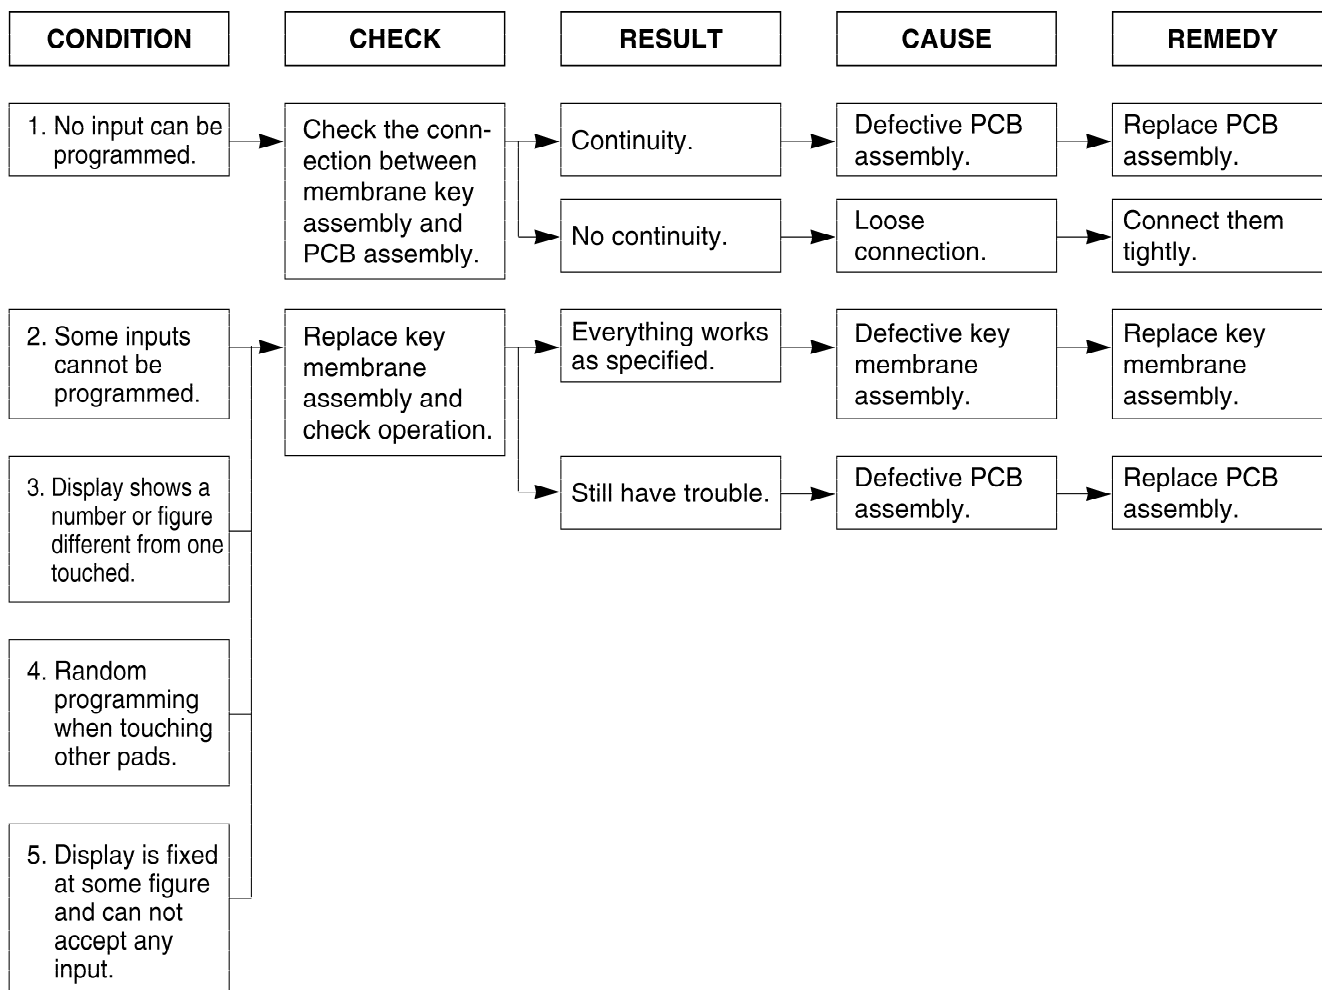 CONDITION
CHECK
RESULT
CAUSE
REMEDY
1. No input can be
programmed.
Check the conn-
ection between
membrane key
assembly and
PCB assembly.
Continuity.
Defective PCB
assembly.
Replace PCB
assembly.
No continuity.
Loose
connection.
Connect them
tightly.
2. Some inputs
cannot be
programmed.
Replace key
membrane
assembly and
check operation.
Everything works
as specified.
Defective key
membrane
assembly.
Replace key
membrane
assembly.
Still have trouble.
Defective PCB
assembly.
Replace PCB
assembly.
3. Display shows a
number or figure
different from one
touched.
4. Random
programming
when touching
other pads.
5. Display is fixed
at some figure
and can not
accept any
input.